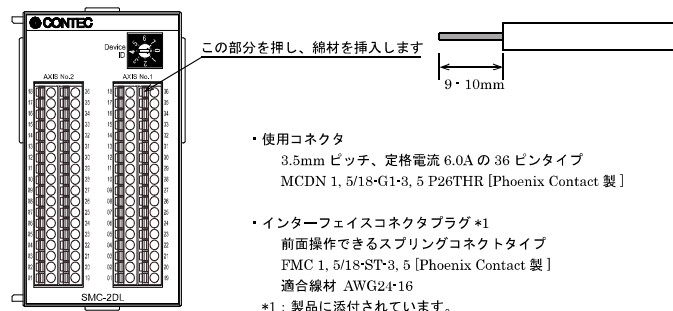 CONTEC
Device ID
AXIS No.2
AXIS No.1
SMC-2DL
この部分を押し、綿材を挿入します
9-10mm
・使用コネクタ
3.5mm ピッチ、定格電流 6.0A の 36 ピンタイプ
MCDN 1, 5/18-G1-3, 5 P26THR [Phoenix Contact 製]
・インターフェイスコネクタプラグ *1
前面操作できるスプリングコネクトタイプ
FMC 1, 5/18-ST-3, 5 [Phoenix Contact 製]
適合線材 AWG24-16
*1：製品に添付されています。